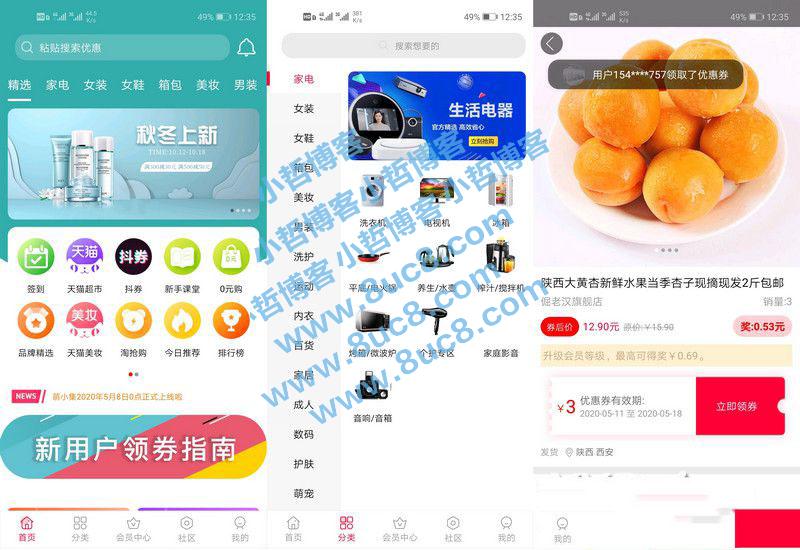 49% 12:35
粘贴搜索优惠
精选 家电 女装 女鞋 箱包 美妆 男装
秋冬上新
TIME:10.12-10.18
满300减30元 满500减50元
天猫 抖券 0元
签到 天猫超市 抖券 新手课堂 0元购
美妆
品牌精选 天猫美妆 淘抢购 今日推荐 排行榜
NEWS 萌小集2020年5月8日0点正式上线啦
新用户领券指南
首页 分类 会员中心 社区 我的
49% 12:35
搜索想要的
家电
女装
女鞋
箱包
美妆
男装
洗护
运动
内衣
百货
家居
成人
数码
护肤
萌宠
生活电器
官方精选 高效省心
立刻抢购
洗衣机 电视机 冰箱
平底/电火锅 养生/水壶 榨汁/搅拌机
烤箱/微波炉 个护专区 家庭影音
音响/音箱
首页 分类 会员中心 社区 我的
49% 12:35
用户154****757领取了优惠券
陕西大黄杏新鲜水果当季杏子现摘现发2斤包邮
倔老汉旗舰店 销量:3
券后价 12.90元 原价:¥15.90 奖:0.53元
升级会员等级，最高可得奖￥0.69。
¥3 优惠券有效期:
2020-05-11 至 2020-05-18
立即领券
发货 陕西 西安
我的
小哲博客 小哲博客
www.8uc8.com
小哲博客 小哲博客
www.8uc8.com
小哲博客 小哲博客
www.8uc8.com